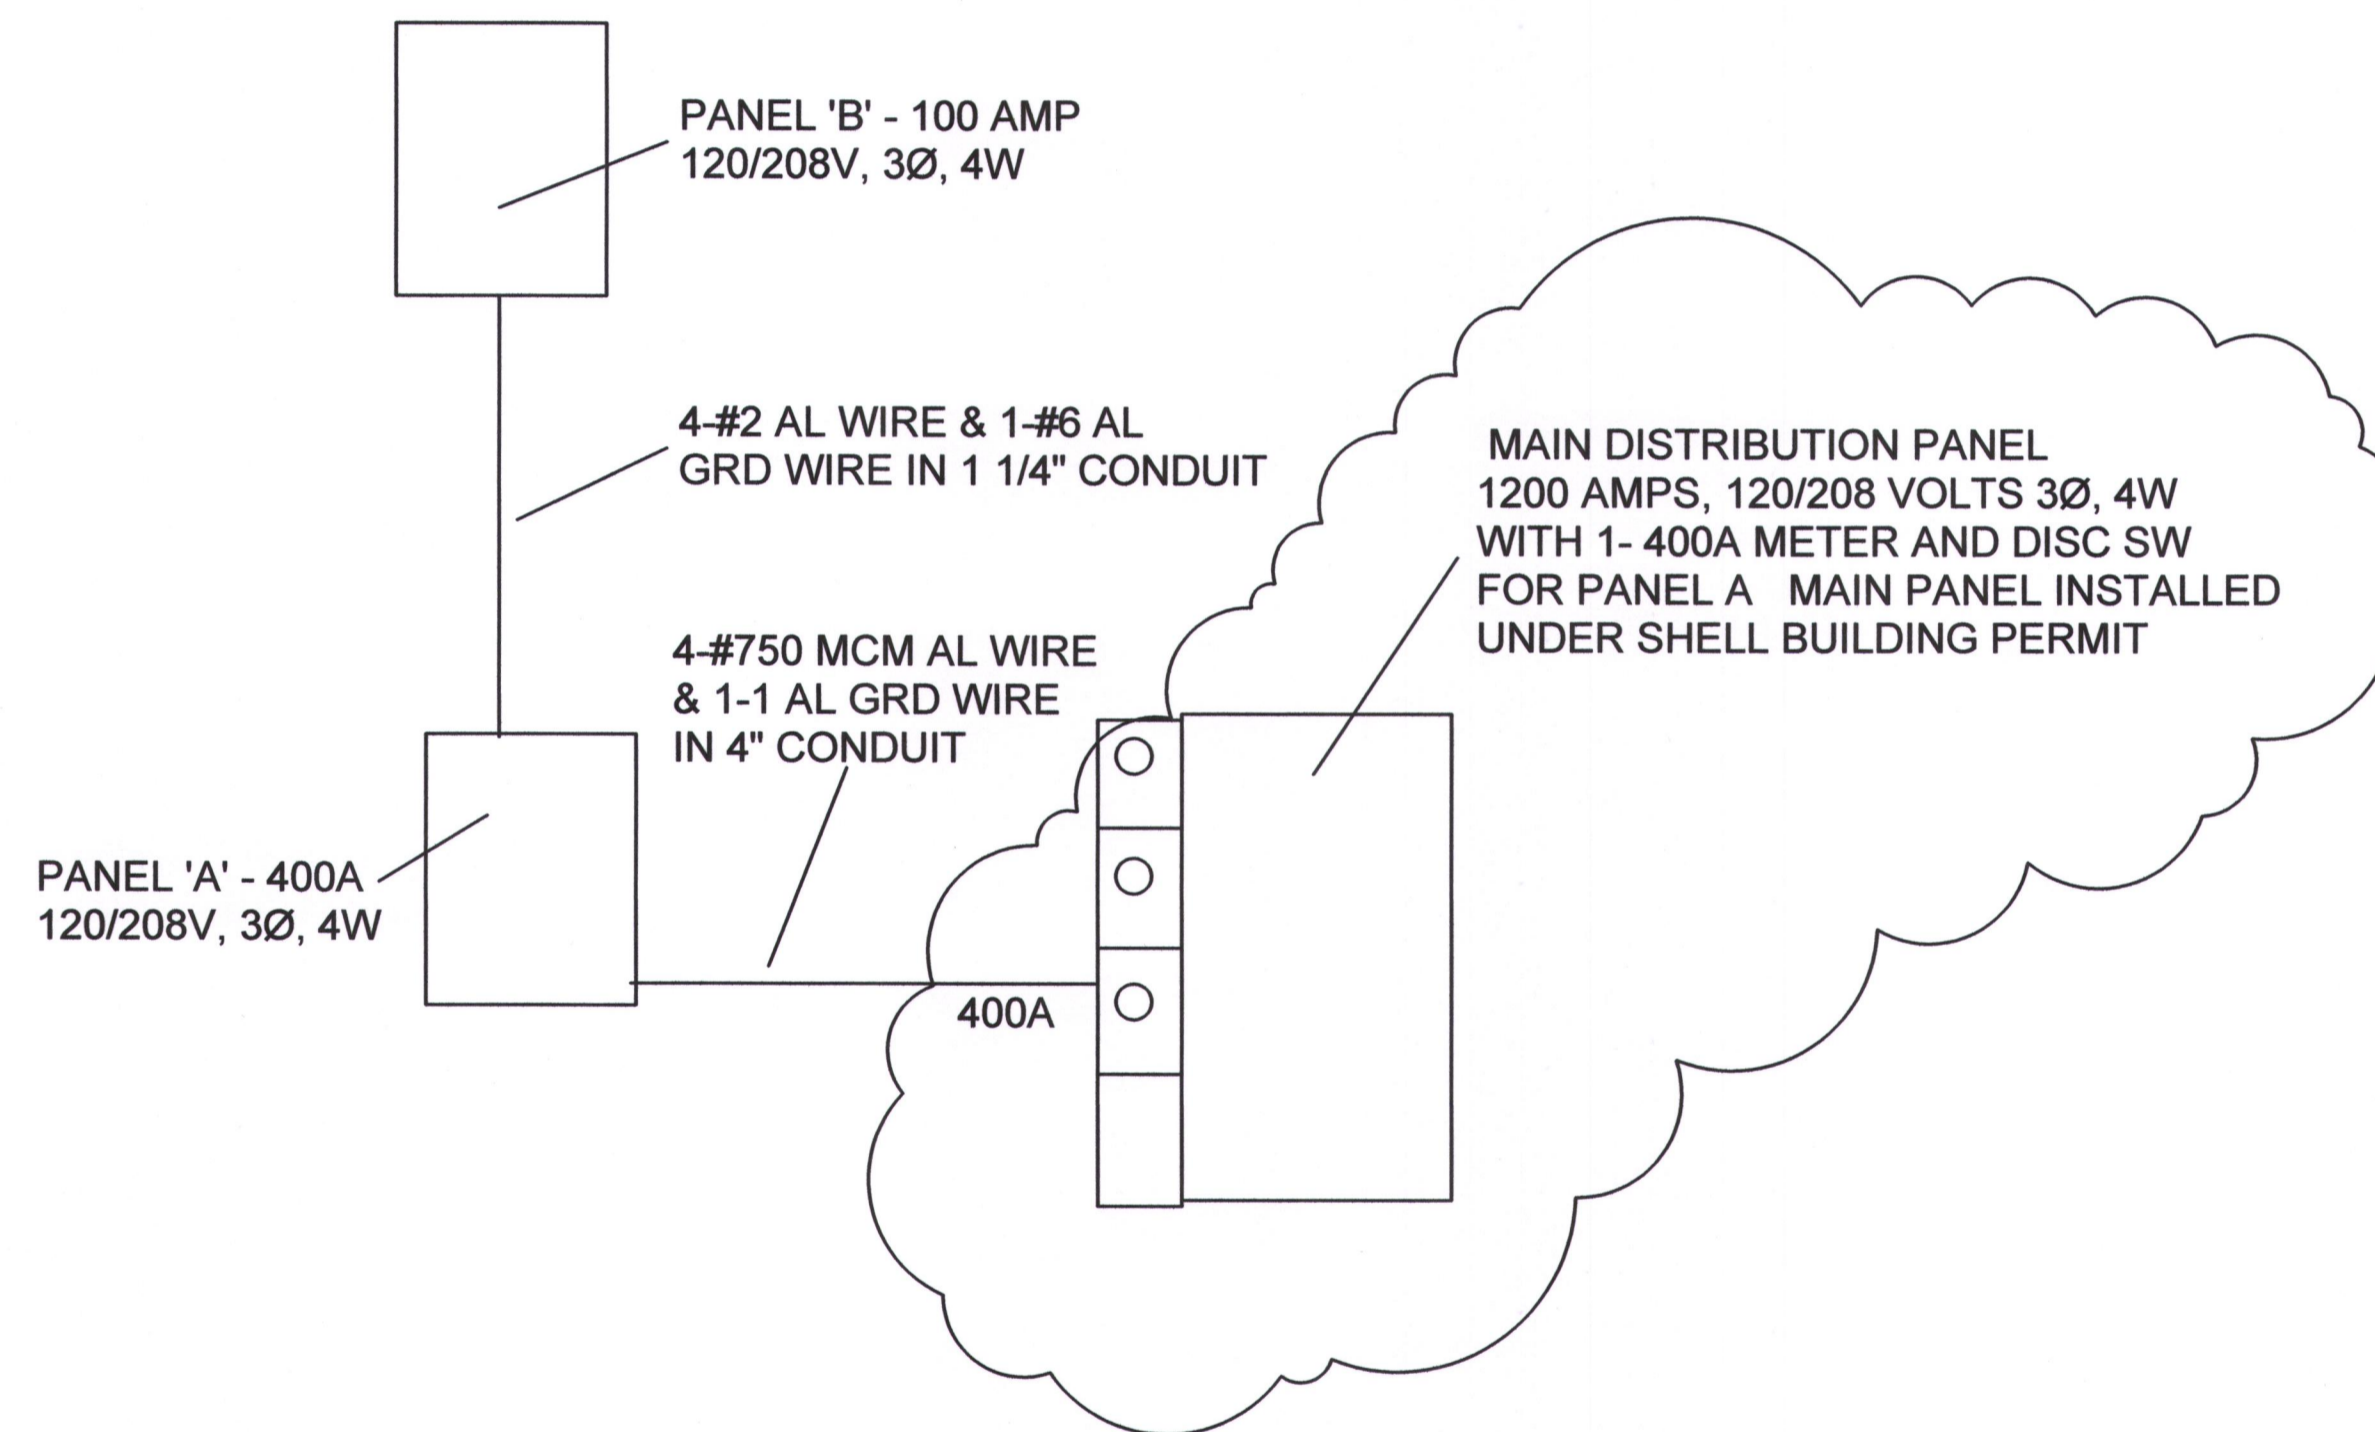 PANEL 'B' - 100 AMP
120/208V, 3Ø, 4W
4-#2 AL WIRE & 1-#6 AL
GRD WIRE IN 1 1/4" CONDUIT
MAIN DISTRIBUTION PANEL
1200 AMPS, 120/208 VOLTS 3Ø, 4W
WITH 1- 400A METER AND DISC SW
FOR PANEL A   MAIN PANEL INSTALLED
UNDER SHELL BUILDING PERMIT
4-#750 MCM AL WIRE
& 1-1 AL GRD WIRE
IN 4" CONDUIT
PANEL 'A' - 400A
120/208V, 3Ø, 4W
400A